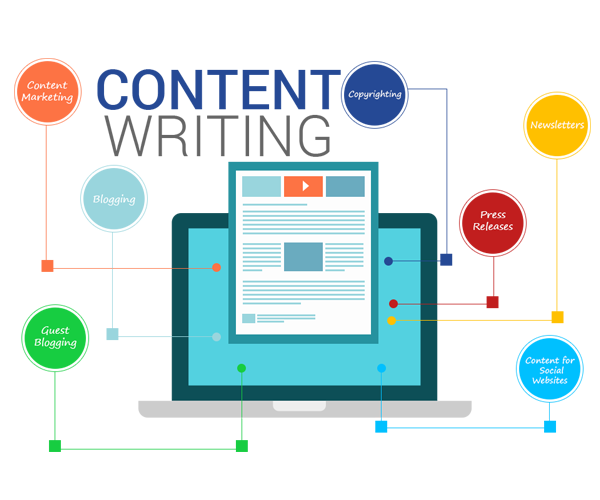 CONTENT
WRITING
Content
Marketing
Copyrighting
Newsletters
Blogging
Press
Releases
Guest
Blogging
Content for
Social
Websites